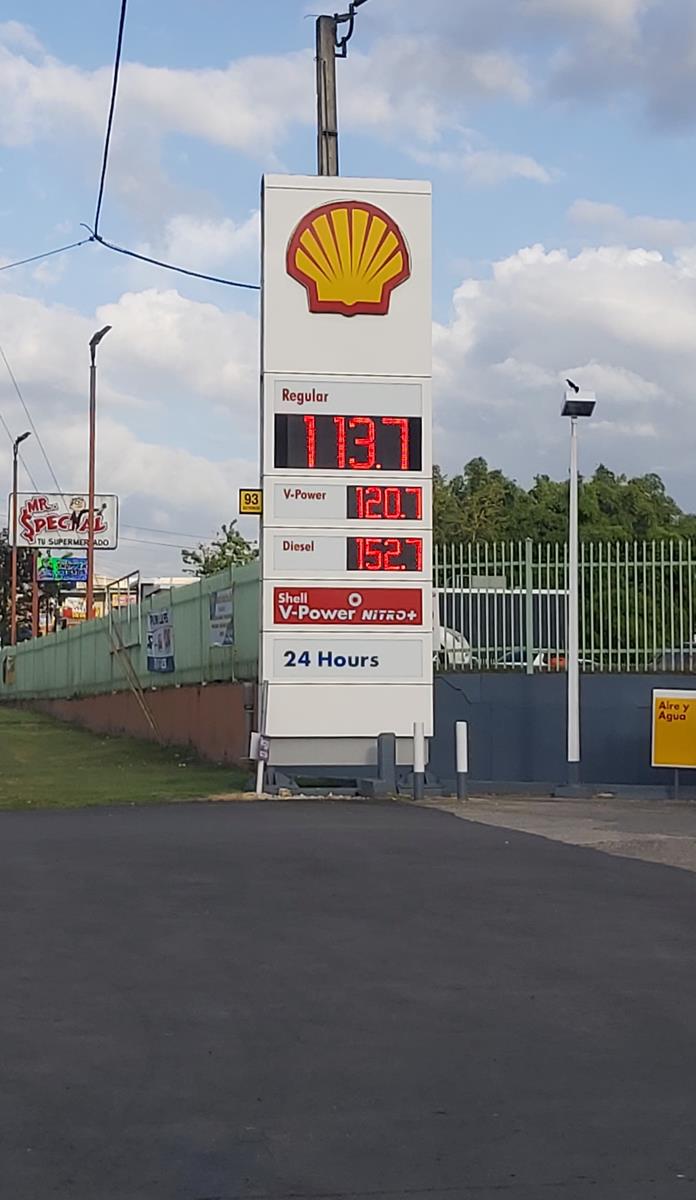 Regular
113.7
V-Power 120.7
Diesel 152.7
Shell
V-Power NiTRO+
24 Hours
93
MR
SPECIAL
TU SUPERMERCADO
Aire y
Agua